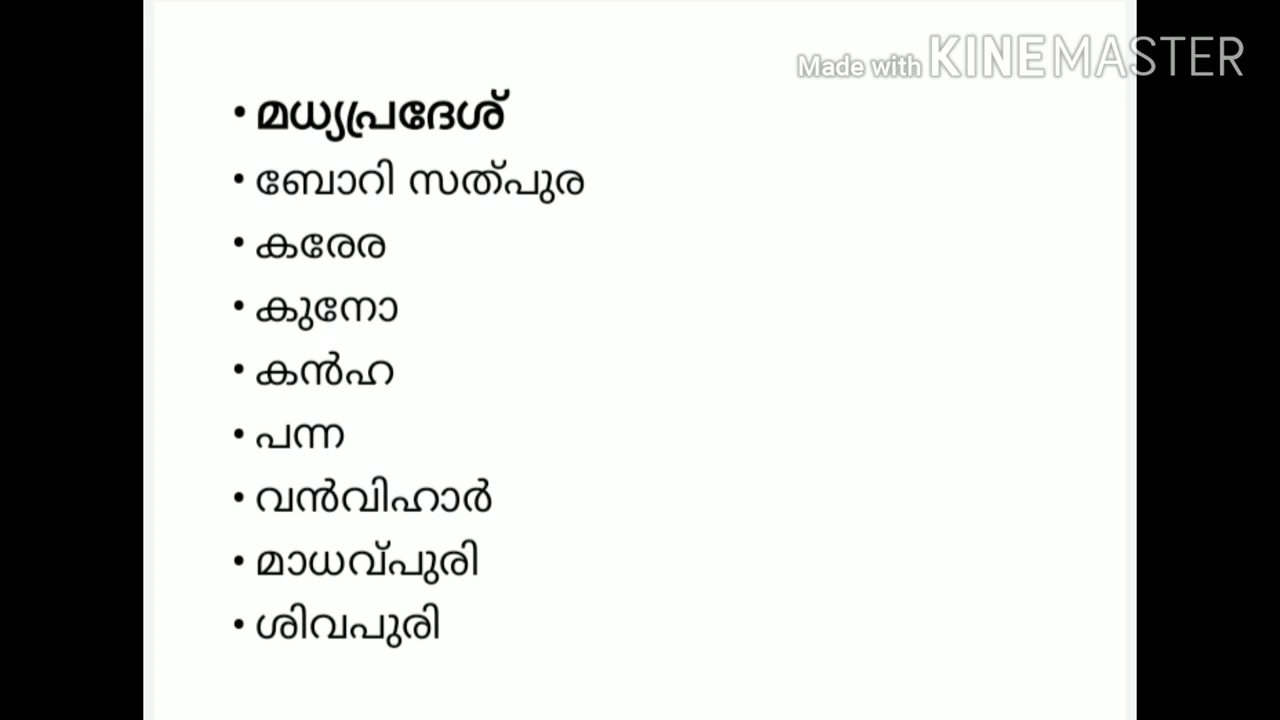 Made with KINEMASTER
• മധ്യപ്രദേശ്
• ബോറി സത്പുര
• കരേര
• കുനോ
• കൻഹ
• പന്ന
• വൻവിഹാർ
• മാധവ്പുരി
• ശിവപുരി